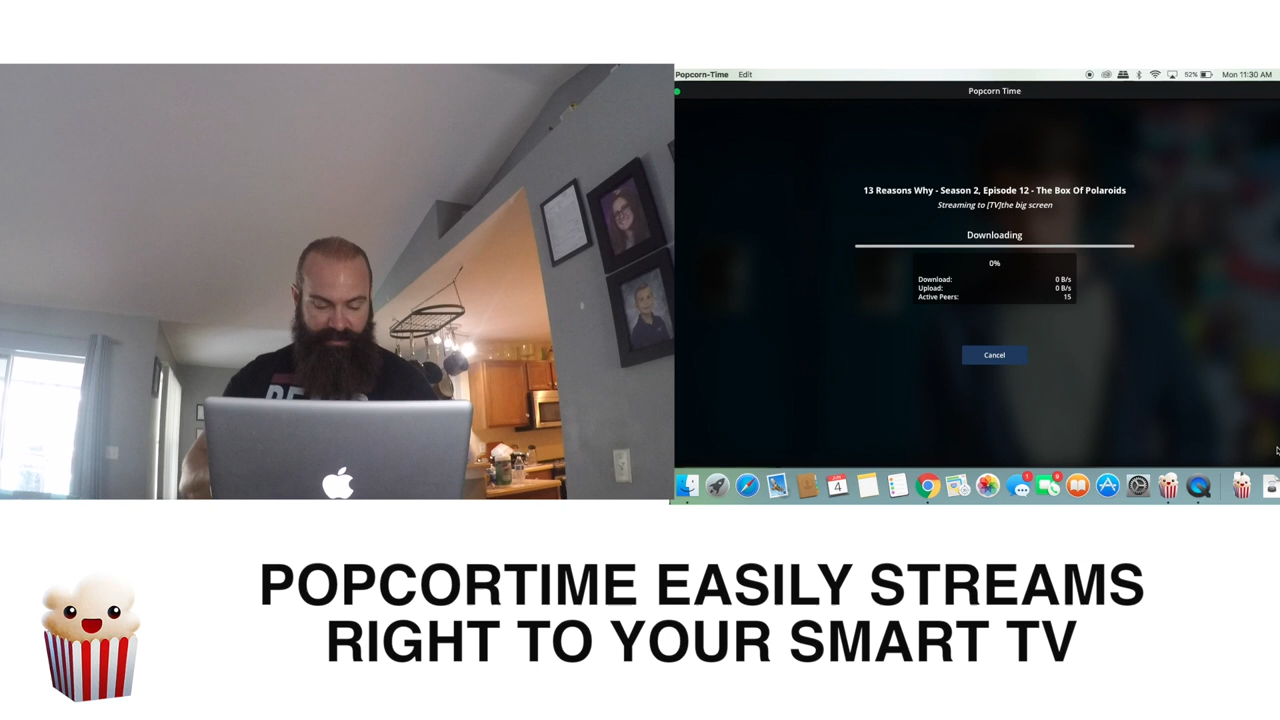 Popcorn-Time Edit
52% Mon 11:30 AM
Popcorn Time
13 Reasons Why - Season 2, Episode 12 - The Box Of Polaroids
Streaming to [TV]the big screen
Downloading
0%
Download: 0 B/s
Upload: 0 B/s
Active Peers: 15
Cancel
4
POPCORTIME EASILY STREAMS
RIGHT TO YOUR SMART TV